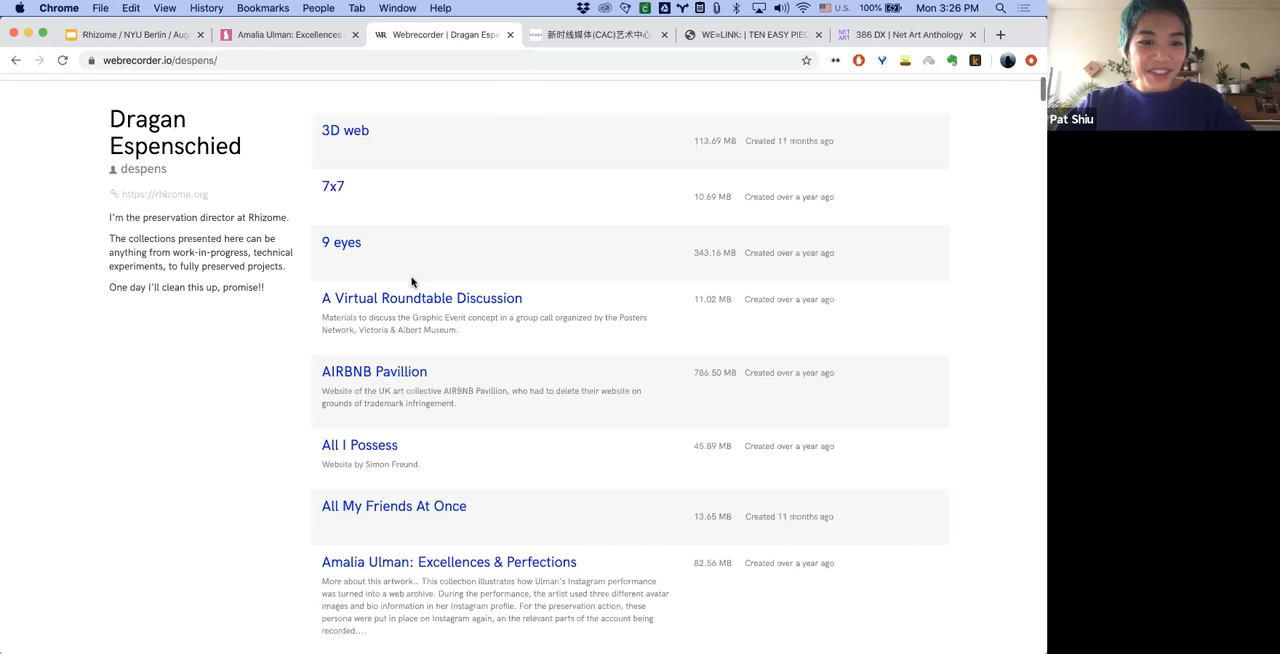 Chrome File Edit View History Bookmarks People Tab Window Help U.S. 100% Mon 3:26 PM
Rhizome / NYU Berlin / Aug
Amalia Ulman: Excellences
Webrecorder | Dragan Espe
新时线媒体(CAC)艺术中心
WE=LINK: | TEN EASY PIEC
386 DX | Net Art Anthology
webrecorder.io/despens/
Pat Shiu
Dragan
Espenschied
despens
https://rhizome.org
I'm the preservation director at Rhizome.
The collections presented here can be
anything from work-in-progress, technical
experiments, to fully preserved projects.
One day I'll clean this up, promise!!
3D web
113.69 MB Created 11 months ago
7x7
10.69 MB Created over a year ago
9 eyes
343.16 MB Created over a year ago
A Virtual Roundtable Discussion
11.02 MB Created over a year ago
Materials to discuss the Graphic Event concept in a group call organized by the Posters
Network, Victoria & Albert Museum.
AIRBNB Pavillion
786.50 MB Created over a year ago
Website of the UK art collective AIRBNB Pavillion, who had to delete their website on
grounds of trademark infringement.
All I Possess
45.89 MB Created over a year ago
Website by Simon Freund.
All My Friends At Once
13.65 MB Created 11 months ago
Amalia Ulman: Excellences & Perfections
82.56 MB Created over a year ago
More about this artwork... This collection illustrates how Ulman's Instagram performance
was turned into a web archive. During the performance, the artist used three different avatar
images and bio information in her Instagram profile. For the preservation action, these
persona were put in place on Instagram again, an the relevant parts of the account being
recorded....